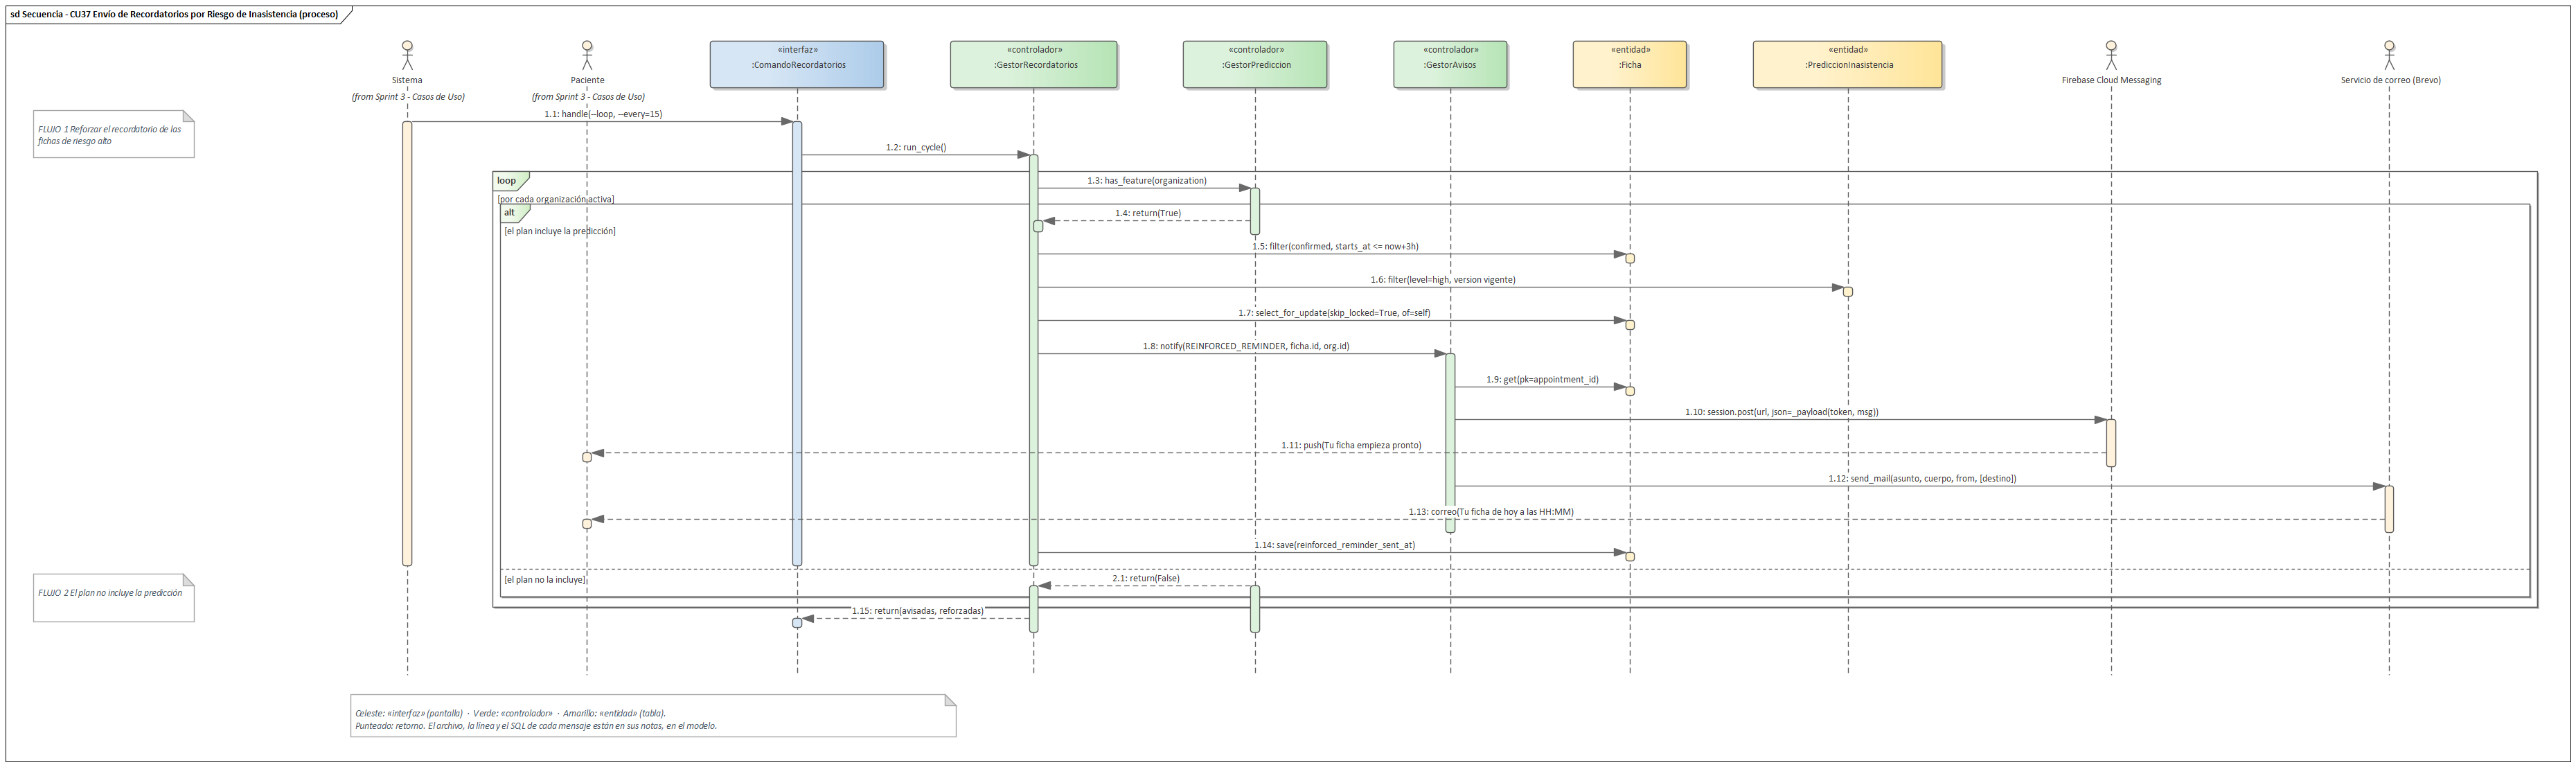 sd Secuencia - CU37 Envío de Recordatorios por Riesgo de Inasistencia (proceso)
Sistema
(from Sprint 3 - Casos de Uso)
Paciente
(from Sprint 3 - Casos de Uso)
«interfaz»
:ComandoRecordatorios
«controlador»
:GestorRecordatorios
«controlador»
:GestorPrediccion
«controlador»
:GestorAvisos
«entidad»
:Ficha
«entidad»
:PrediccionInasistencia
Firebase Cloud Messaging
Servicio de correo (Brevo)
FLUJO 1 Reforzar el recordatorio de las
fichas de riesgo alto
1.1: handle(--loop, --every=15)
1.2: run_cycle()
loop
[por cada organización activa]
1.3: has_feature(organization)
alt
[el plan incluye la predicción]
1.4: return(True)
1.5: filter(confirmed, starts_at <= now+3h)
1.6: filter(level=high, version vigente)
1.7: select_for_update(skip_locked=True, of=self)
1.8: notify(REINFORCED_REMINDER, ficha.id, org.id)
1.9: get(pk=appointment_id)
1.10: session.post(url, json=_payload(token, msg))
1.11: push(Tu ficha empieza pronto)
1.12: send_mail(asunto, cuerpo, from, [destino])
1.13: correo(Tu ficha de hoy a las HH:MM)
1.14: save(reinforced_reminder_sent_at)
FLUJO 2 El plan no incluye la predicción
[el plan no la incluye]
2.1: return(False)
1.15: return(avisadas, reforzadas)
Celeste: «interfaz» (pantalla) · Verde: «controlador» · Amarillo: «entidad» (tabla).
Punteado: retorno. El archivo, la línea y el SQL de cada mensaje están en sus notas, en el modelo.